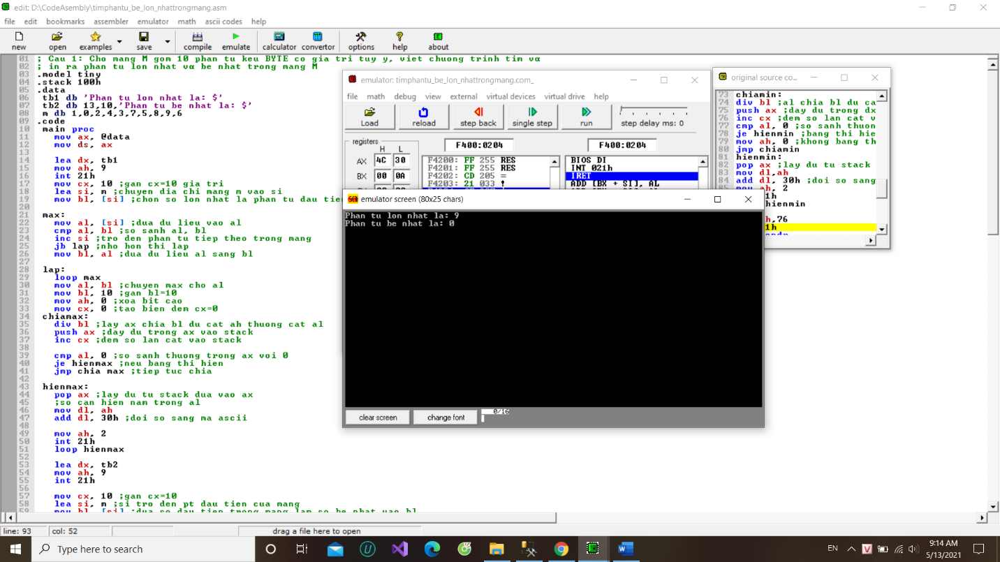 edit: D:\CodeAsembly\timphantu_be_lon_nhattrongmang.asm
file edit bookmarks assembler emulator math ascii codes help
new open examples save compile emulate calculator convertor options help about
01 ; Cau 1: Cho mang M gom 10 phan tu keu BYTE co gia tri tuy y, viet chuong trinh tim va
02 ; in ra phan tu lon nhat va be nhat trong mang M
03 .model tiny
04 .stack 100h
05 .data
06 tb1 db 'Phan tu lon nhat la: $'
07 tb2 db 13,10,'Phan tu be nhat la: $'
08 m db 1,0,2,4,3,7,5,8,9,6
09 .code
10 main proc
11 mov ax, @data
12 mov ds, ax
13
14 lea dx, tb1
15 mov ah, 9
16 int 21h
17 mov cx, 10 ;gan cx=10 gia tri
18 lea si, m ;chuyen dia chi mang m vao si
19 mov bl, [si] ;chon so lon nhat la phan tu dau tie
20
21 max:
22 mov al, [si] ;dua du lieu vao al
23 cmp al, bl ;so sanh al, bl
24 inc si ;tro den phan tu tiep theo trong mang
25 jb lap ;nho hon thi lap
26 mov bl, al ;dua du lieu al sang bl
27
28 lap:
29 loop max
30 mov al, bl ;chuyen max cho al
31 mov bl, 10 ;gan bl=10
32 mov ah, 0 ;xoa bit cao
33 mov cx, 0 ;tao bien dem cx=0
34 chiamax:
35 div bl ;lay ax chia bl du cat ah thuong cat al
36 push ax ;day du trong ax vao stack
37 inc cx ;dem so lan cat vao stack
38
39 cmp al, 0 ;so sanh thuong trong ax voi 0
40 je hienmax ;neu bang thi hien
41 jmp chia max ;tiep tuc chia
42
43 hienmax:
44 pop ax ;lay du tu stack dua vao ax
45 ;so can hien nam trong al
46 mov dl, ah
47 add dl, 30h ;doi so sang ma ascii
48
49 mov ah, 2
50 int 21h
51 loop hienmax
52
53 lea dx, tb2
54 mov ah, 9
55 int 21h
56
57 mov cx, 10 ;gan cx=10
58 lea si, m ;si tro den pt dau tien cua mang
59 mov bl, [si] ;dua so dau tien trong mang lam so be nhat vao bl
line: 93 col: 52 drag a file here to open
emulator: timphantu_be_lon_nhattrongmang.com_
file math debug view external virtual devices virtual drive help
Load reload step back single step run step delay ms: 0
registers
H L
F400:0204 F400:0204
AX 4C 30
BX 00 0A
F4200: FF 255 RES
F4201: FF 255 RES
F4202: CD 205 =
F4203: 21 033 !
BIOS DI
INT 021h
IRET
ADD [BX + SI], AL
original source co...
73 chiamin:
74 div bl ;al chia bl du ca
75 push ax ;day du trong dx
76 inc cx ;dem so lan cat v
77 cmp al, 0 ;so sanh thuon
78 je hienmin ;bang thi hie
79 mov ah, 0 ;khong bang th
80 jmp chiamin
81 hienmin:
82 pop ax ;lay du tu stack
83 mov dl,ah
84 add dl, 30h ;doi so sang
ah, 2
1h
hienmin
h,76
1h
emulator screen (80x25 chars)
Phan tu lon nhat la: 9
Phan tu be nhat la: 0
clear screen change font 0/16
Type here to search
EN
9:14 AM
5/13/2021